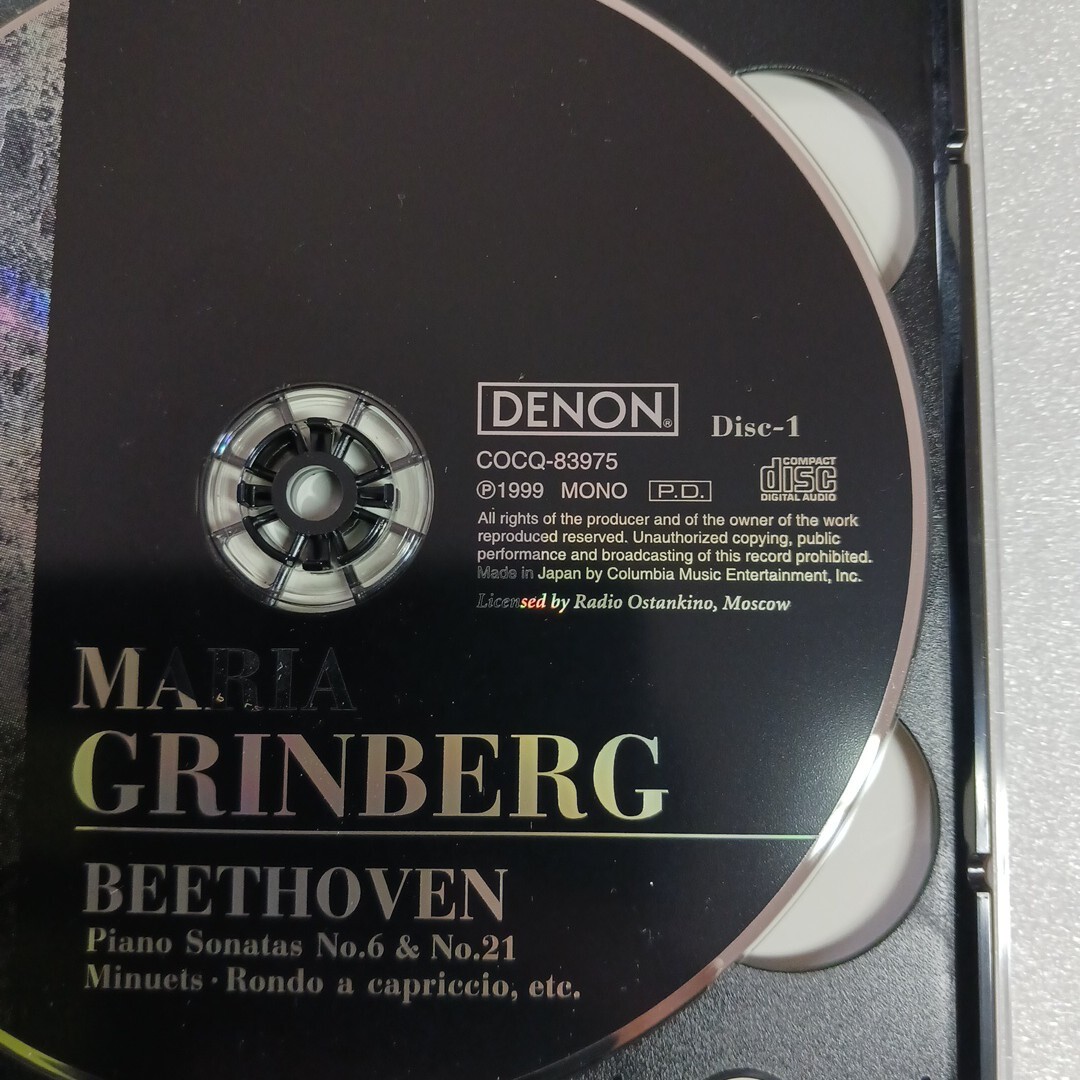 DENON®
Disc-1
COCQ-83975
℗1999 MONO P.D.
COMPACT
disc
DIGITAL AUDIO
All rights of the producer and of the owner of the work
reproduced reserved. Unauthorized copying, public
performance and broadcasting of this record prohibited.
Made in Japan by Columbia Music Entertainment, Inc.
Licensed by Radio Ostankino, Moscow
MARIA
GRINBERG
BEETHOVEN
Piano Sonatas No.6 & No.21
Minuets · Rondo a capriccio, etc.